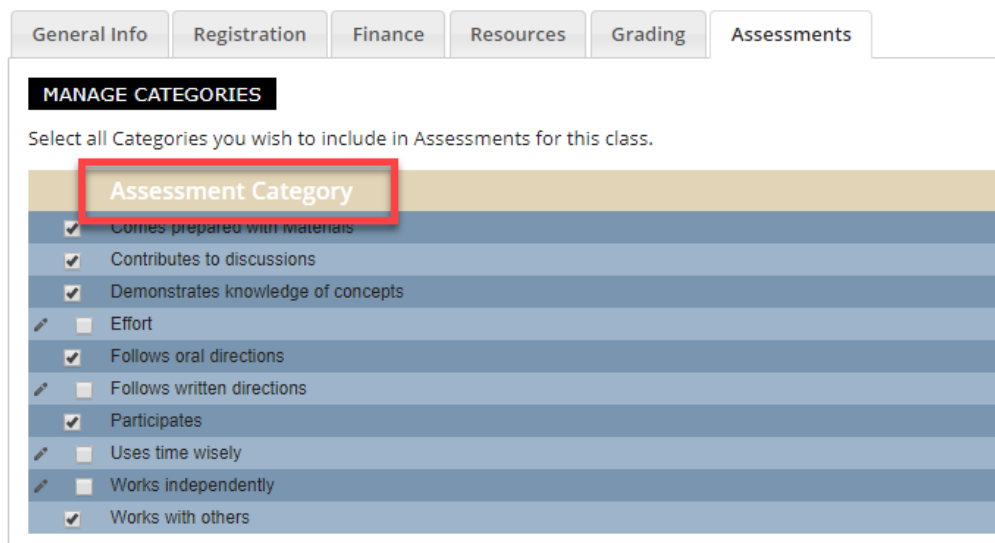 General Info Registration Finance Resources Grading Assessments
MANAGE CATEGORIES
Select all Categories you wish to include in Assessments for this class.
Assessment Category
Comes prepared with Materials
Contributes to discussions
Demonstrates knowledge of concepts
Effort
Follows oral directions
Follows written directions
Participates
Uses time wisely
Works independently
Works with others